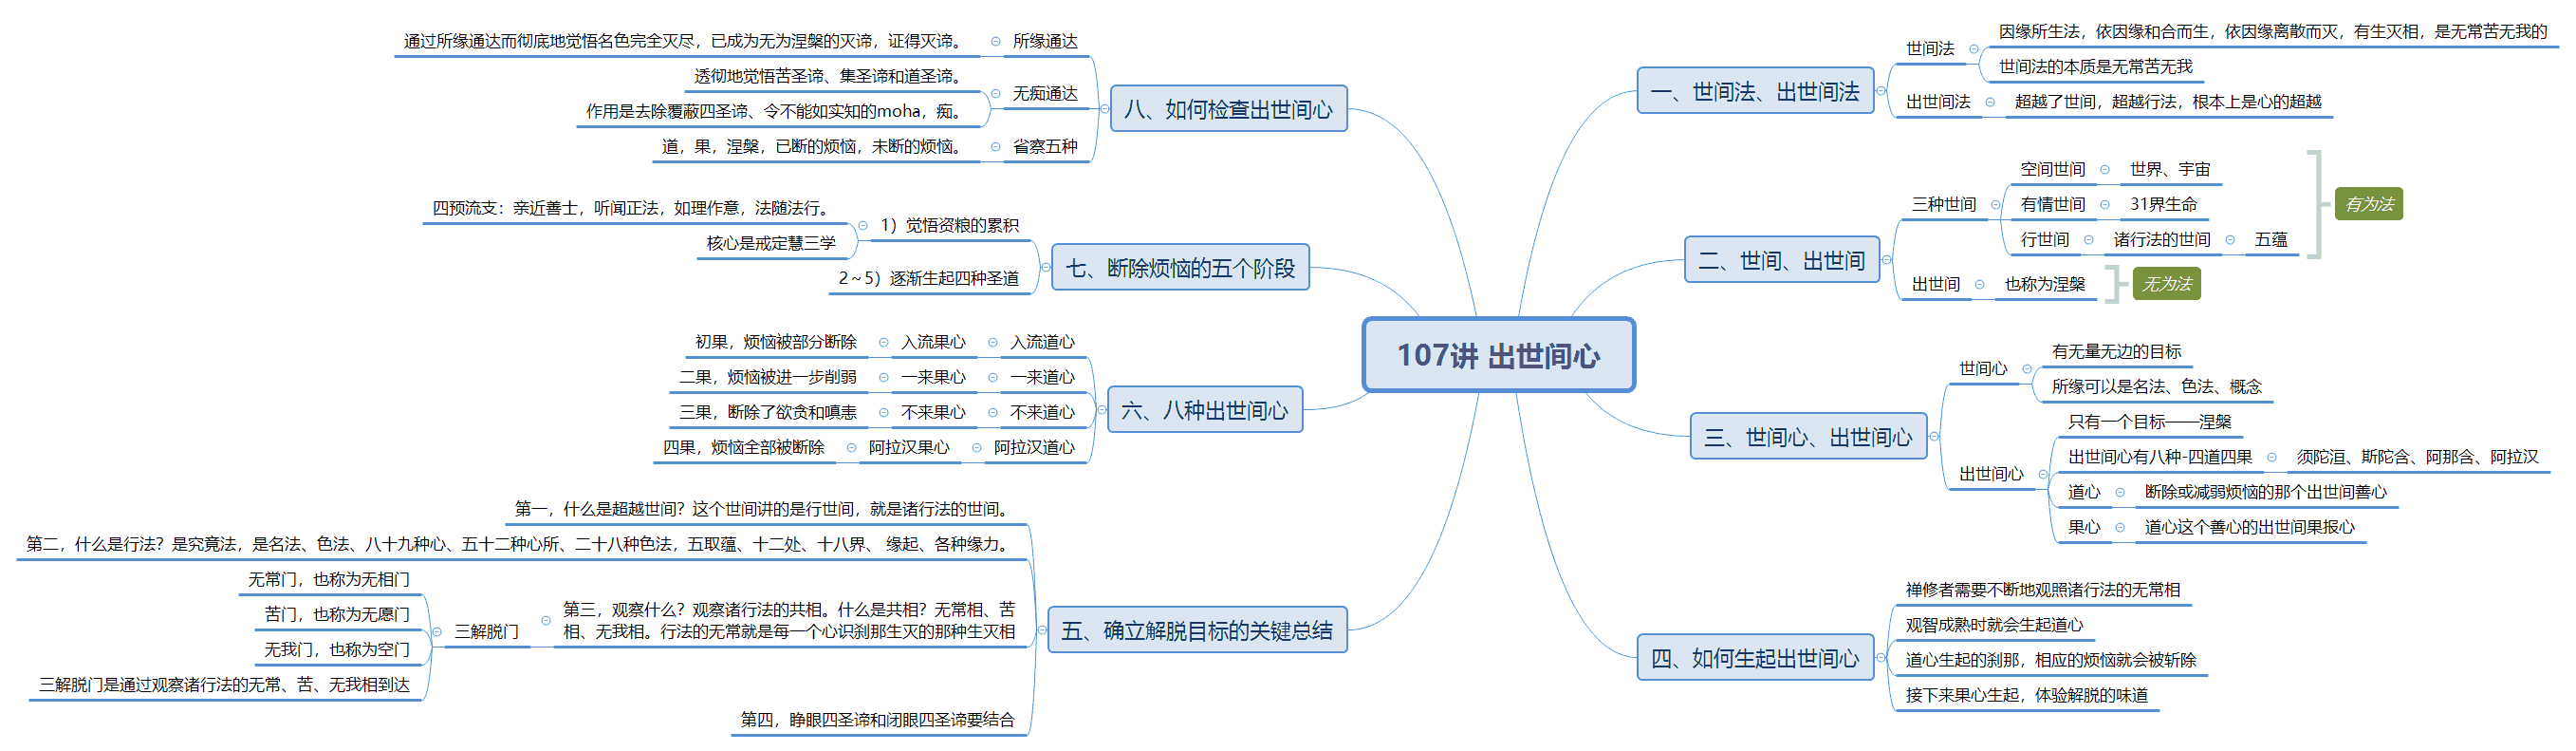 107讲 出世间心
一、世间法、出世间法
世间法
因缘所生法，依因缘和合而生，依因缘离散而灭，有生灭相，是无常苦无我的
世间法的本质是无常苦无我
出世间法
超越了世间，超越行法，根本上是心的超越
二、世间、出世间
三种世间
空间世间
世界、宇宙
有情世间
31界生命
行世间
诸行法的世间
五蕴
有为法
出世间
也称为涅槃
无为法
三、世间心、出世间心
世间心
有无量无边的目标
所缘可以是名法、色法、概念
出世间心
只有一个目标——涅槃
出世间心有八种-四道四果
须陀洹、斯陀含、阿那含、阿拉汉
道心
断除或减弱烦恼的那个出世间善心
果心
道心这个善心的出世间果报心
四、如何生起出世间心
禅修者需要不断地观照诸行法的无常相
观智成熟时就会生起道心
道心生起的刹那，相应的烦恼就会被斩除
接下来果心生起，体验解脱的味道
五、确立解脱目标的关键总结
第一，什么是超越世间？这个世间讲的是行世间，就是诸行法的世间。
第二，什么是行法？是究竟法，是名法、色法、八十九种心、五十二种心所、二十八种色法，五取蕴、十二处、十八界、 缘起、各种缘力。
第三，观察什么？观察诸行法的共相。什么是共相？无常相、苦
相、无我相。行法的无常就是每一个心识刹那生灭的那种生灭相
三解脱门
无常门，也称为无相门
苦门，也称为无愿门
无我门，也称为空门
三解脱门是通过观察诸行法的无常、苦、无我相到达
第四，睁眼四圣谛和闭眼四圣谛要结合
六、八种出世间心
入流道心
入流果心
初果，烦恼被部分断除
一来道心
一来果心
二果，烦恼被进一步削弱
不来道心
不来果心
三果，断除了欲贪和嗔恚
阿拉汉道心
阿拉汉果心
四果，烦恼全部被断除
七、断除烦恼的五个阶段
1）觉悟资粮的累积
四预流支：亲近善士，听闻正法，如理作意，法随法行。
核心是戒定慧三学
2～5）逐渐生起四种圣道
八、如何检查出世间心
所缘通达
通过所缘通达而彻底地觉悟名色完全灭尽，已成为无为涅槃的灭谛，证得灭谛。
无痴通达
透彻地觉悟苦圣谛、集圣谛和道圣谛。
作用是去除覆蔽四圣谛、令不能如实知的moha，痴。
省察五种
道，果，涅槃，已断的烦恼，未断的烦恼。